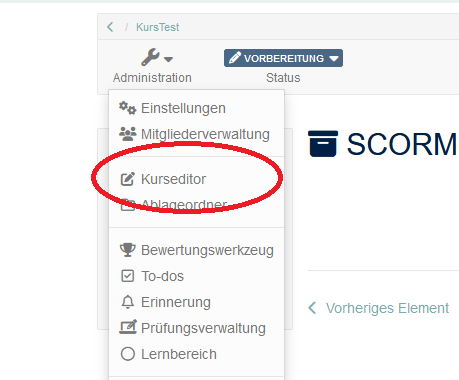 KursTest
Administration
VORBEREITUNG
Status
Einstellungen
Mitgliederverwaltung
Kurseditor
Ablageordner
Bewertungswerkzeug
To-dos
Erinnerung
Prüfungsverwaltung
Lernbereich
SCORM
Vorheriges Element